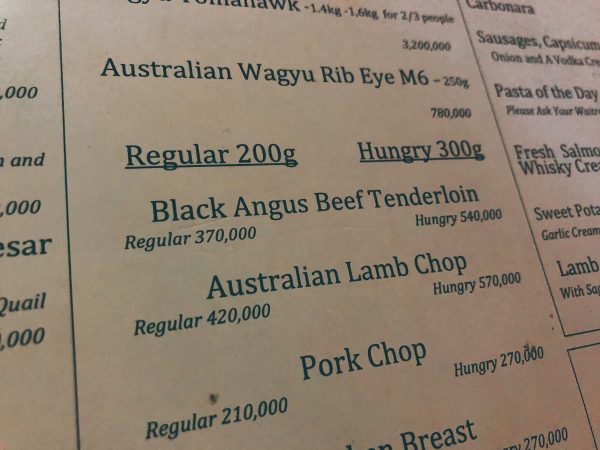 ,000
and
,000
esar
Quail
,000
Tomahawk -1.4kg -1.6kg for 2/3 people
3,200,000
Australian Wagyu Rib Eye M6 – 250g
780,000
Regular 200g Hungry 300g
Black Angus Beef Tenderloin
Regular 370,000 Hungry 540,000
Australian Lamb Chop
Regular 420,000 Hungry 570,000
Pork Chop
Regular 210,000 Hungry 270,000
Breast
270,000
Carbonara
Sausages, Capsicum
Onion and A Vodka Cre
Pasta of the Day
Please Ask Your Waitr
Fresh Salmo
Whisky Crea
Sweet Pota
Garlic Cream
Lamb
With Sag